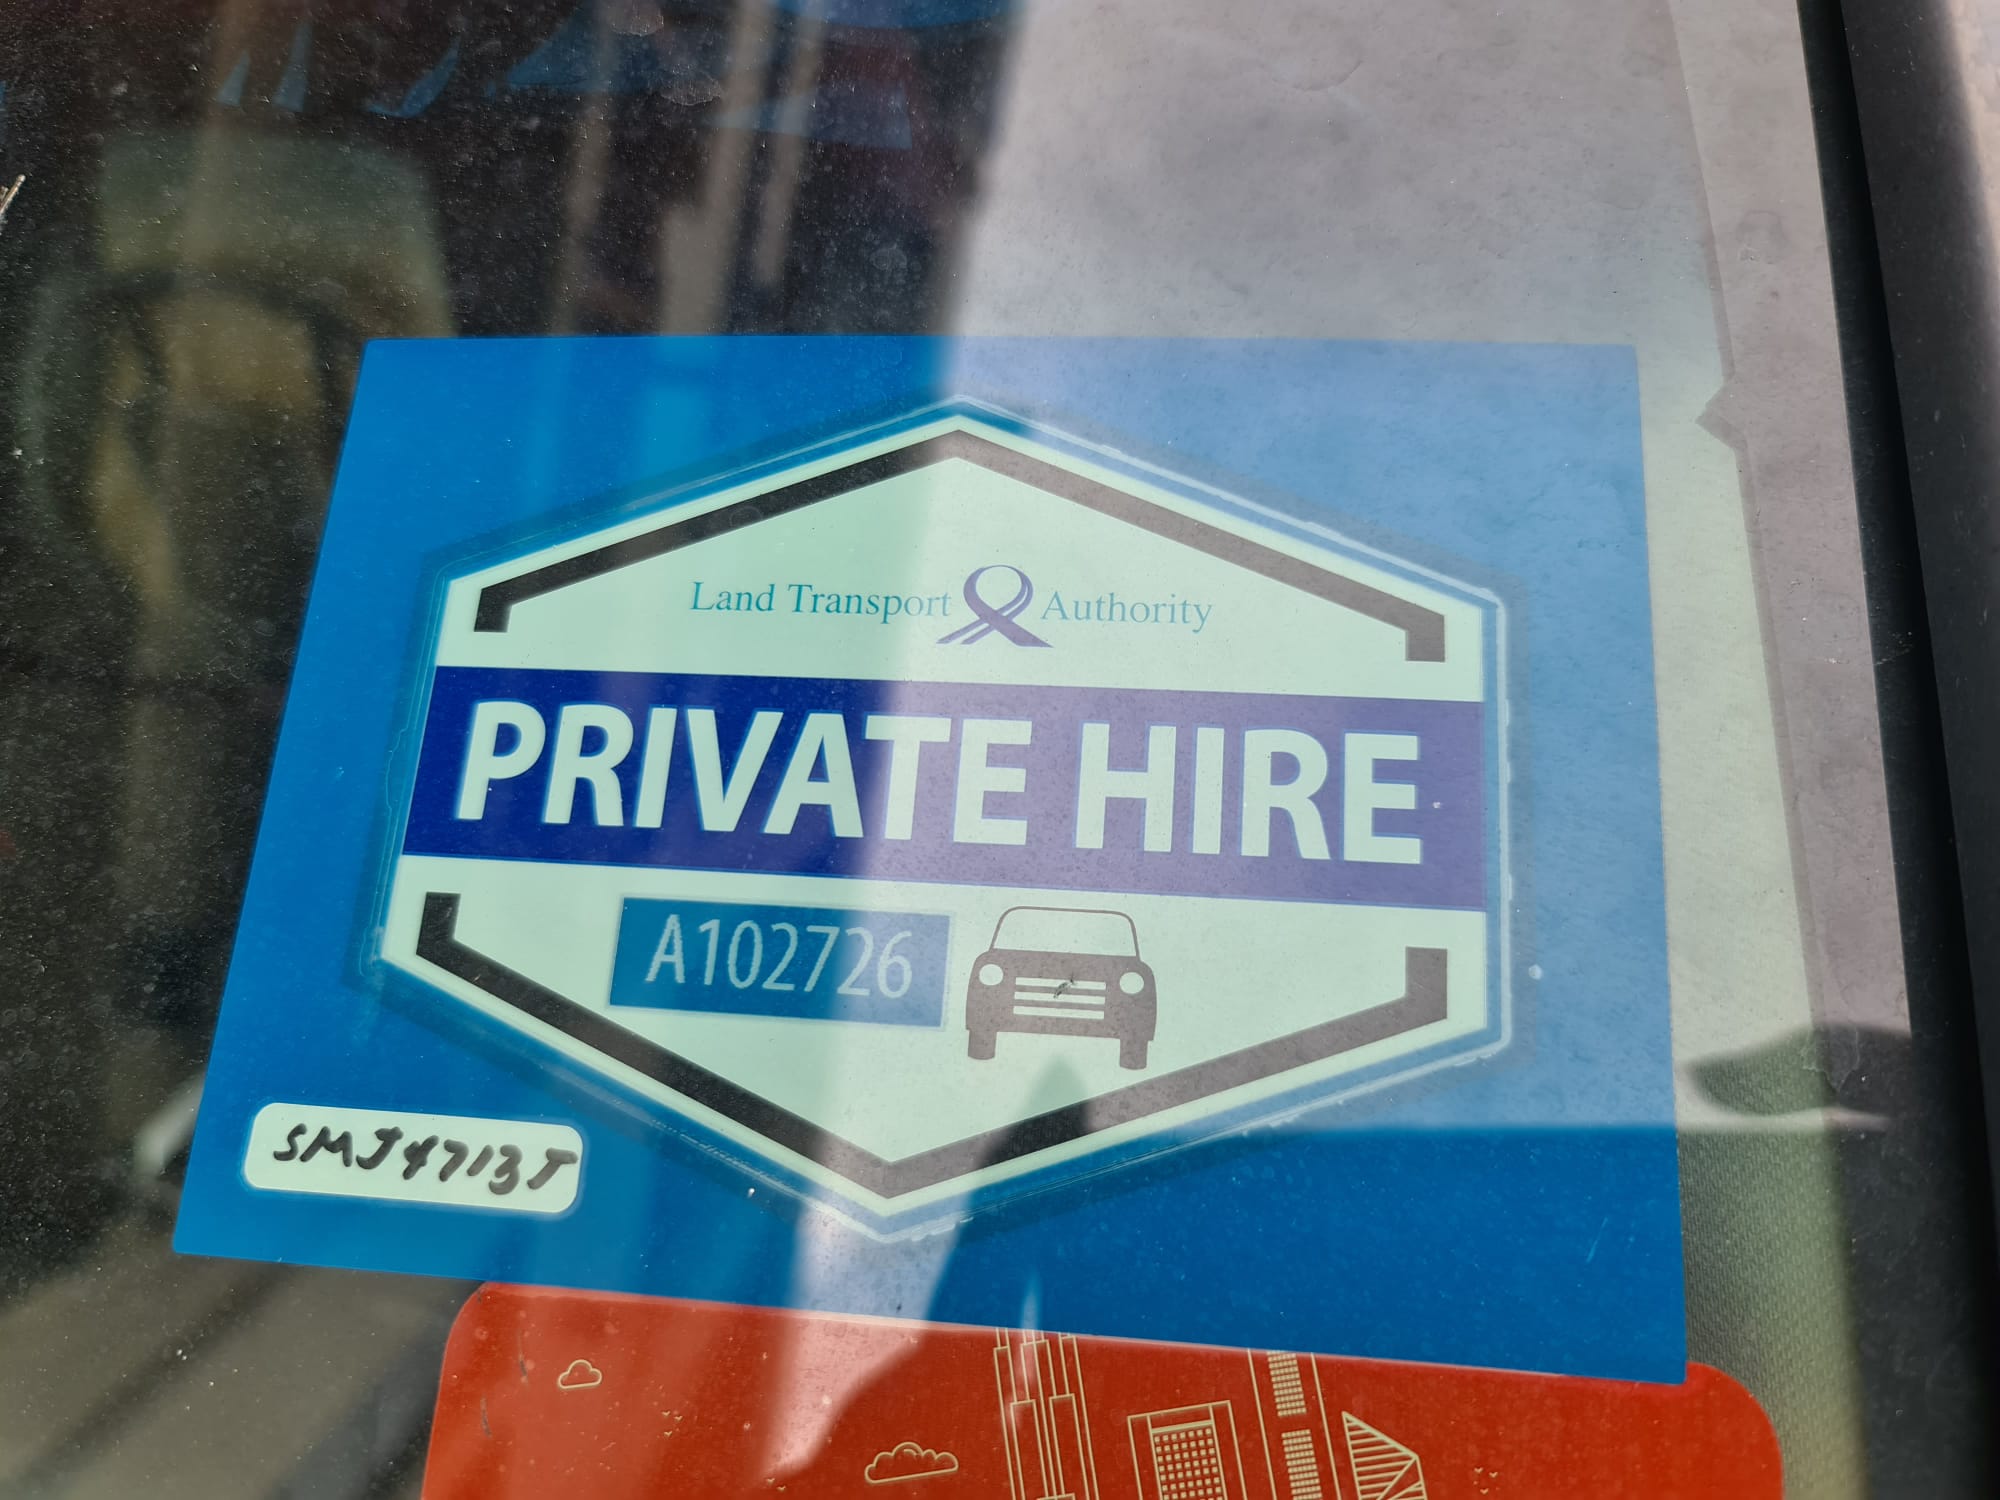 Land Transport Authority
PRIVATE HIRE
A102726
SMJ4713J